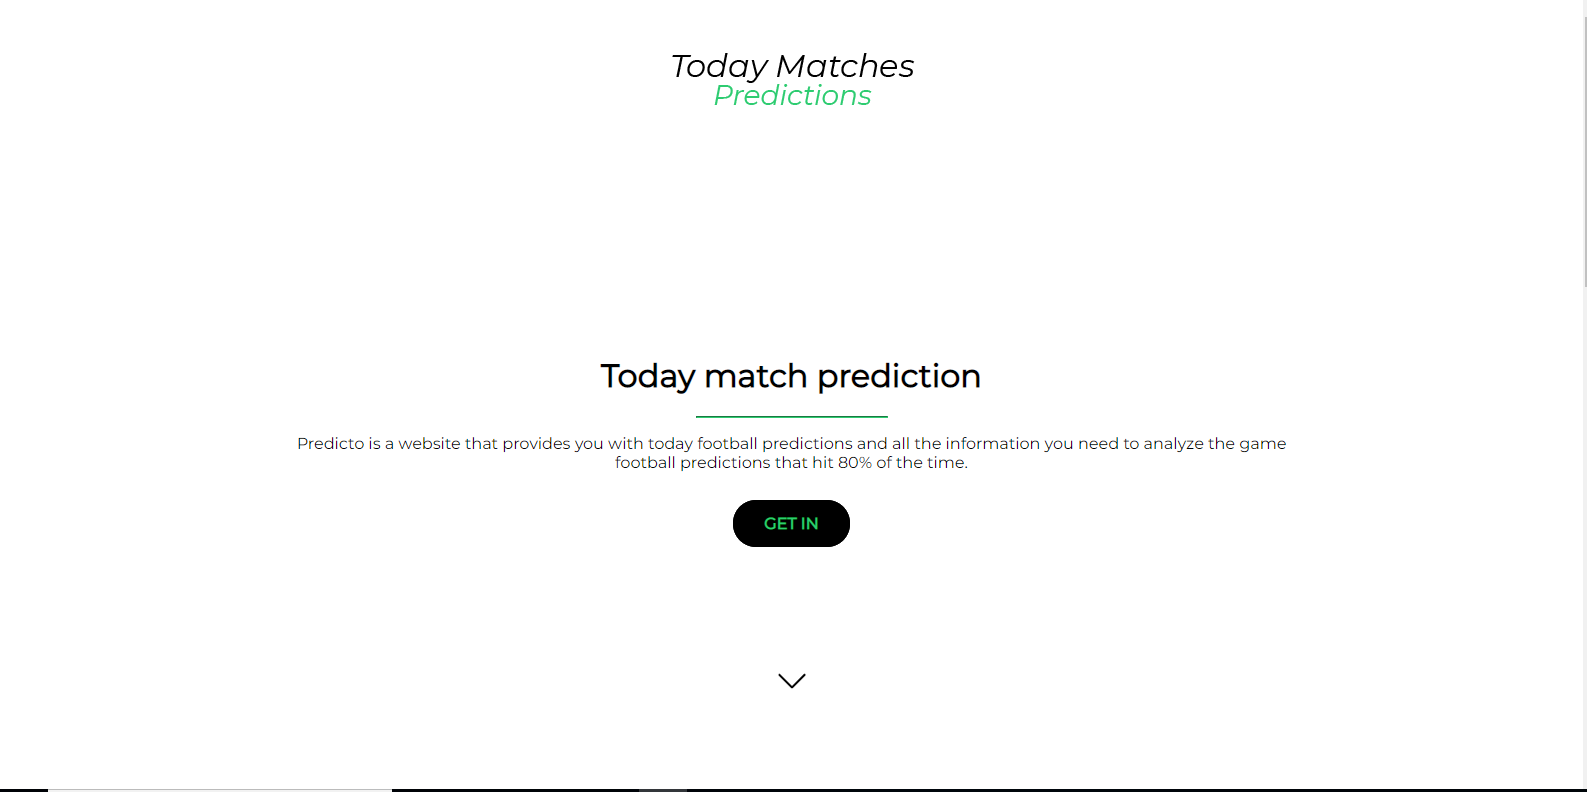 Today Matches
Predictions
Today match prediction
Predicto is a website that provides you with today football predictions and all the information you need to analyze the game
football predictions that hit 80% of the time.
GET IN